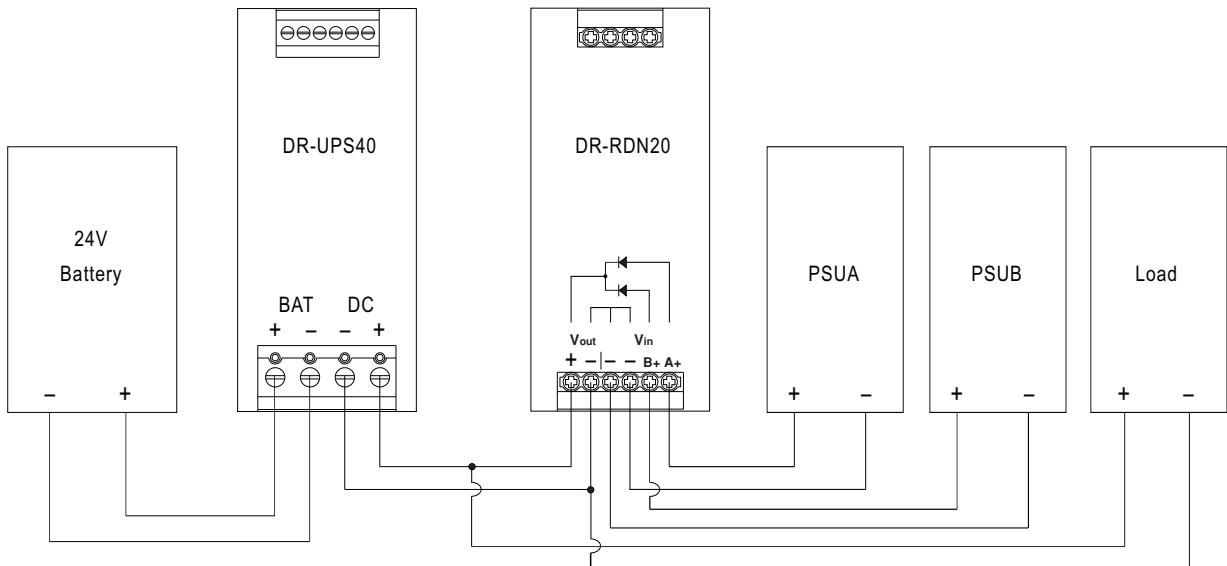 DR-UPS40
DR-RDN20
24V
Battery
PSUA
PSUB
Load
BAT DC
+ − − +
Vout Vin
+ −|− − B+ A+
− +
+ −
+ −
+ −